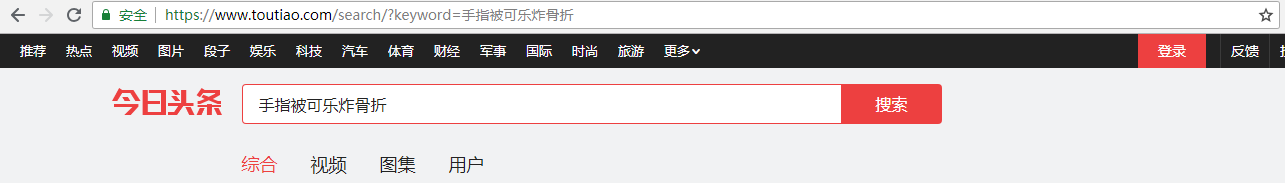 安全 https://www.toutiao.com/search/?keyword=手指被可乐炸骨折
推荐 热点 视频 图片 段子 娱乐 科技 汽车 体育 财经 军事 国际 时尚 旅游 更多 登录 反馈
今日头条 手指被可乐炸骨折 搜索
综合 视频 图集 用户